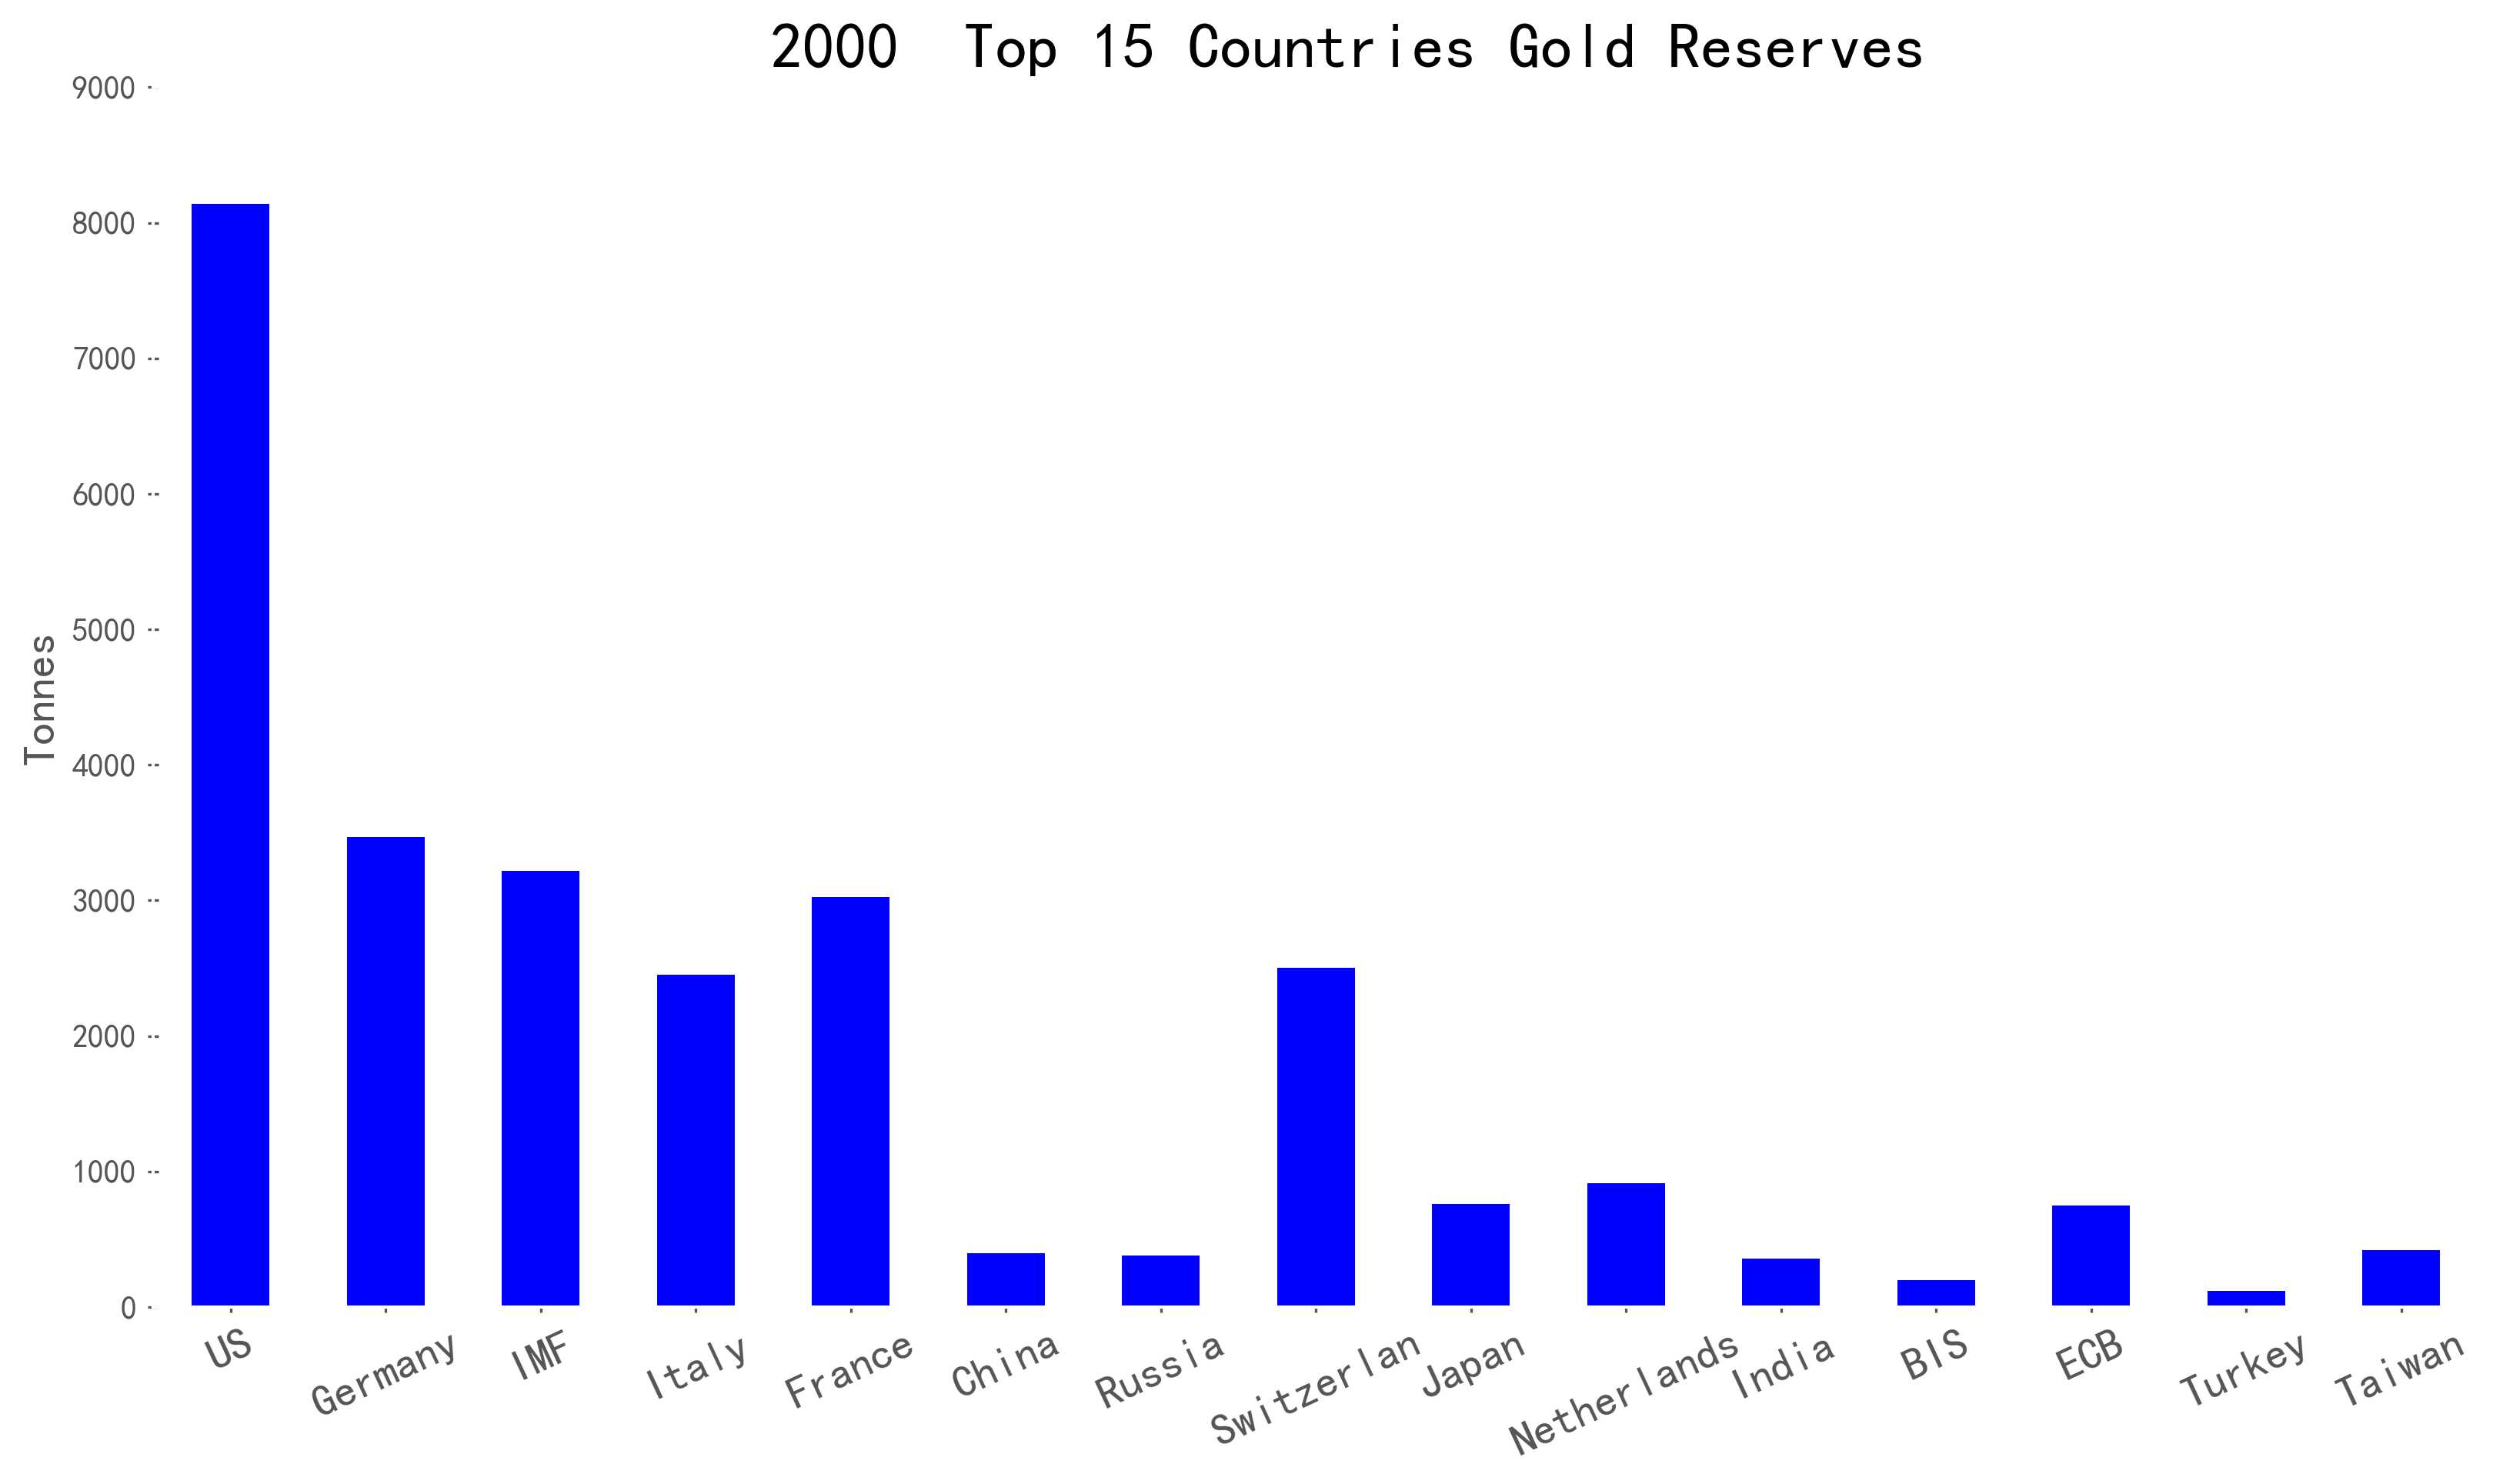 2000  Top 15 Countries Gold Reserves
Tonnes
9000
8000
7000
6000
5000
4000
3000
2000
1000
0
US
Germany
IMF
Italy
France
China
Russia
Switzerlan
Japan
Netherlands
India
BIS
ECB
Turkey
Taiwan